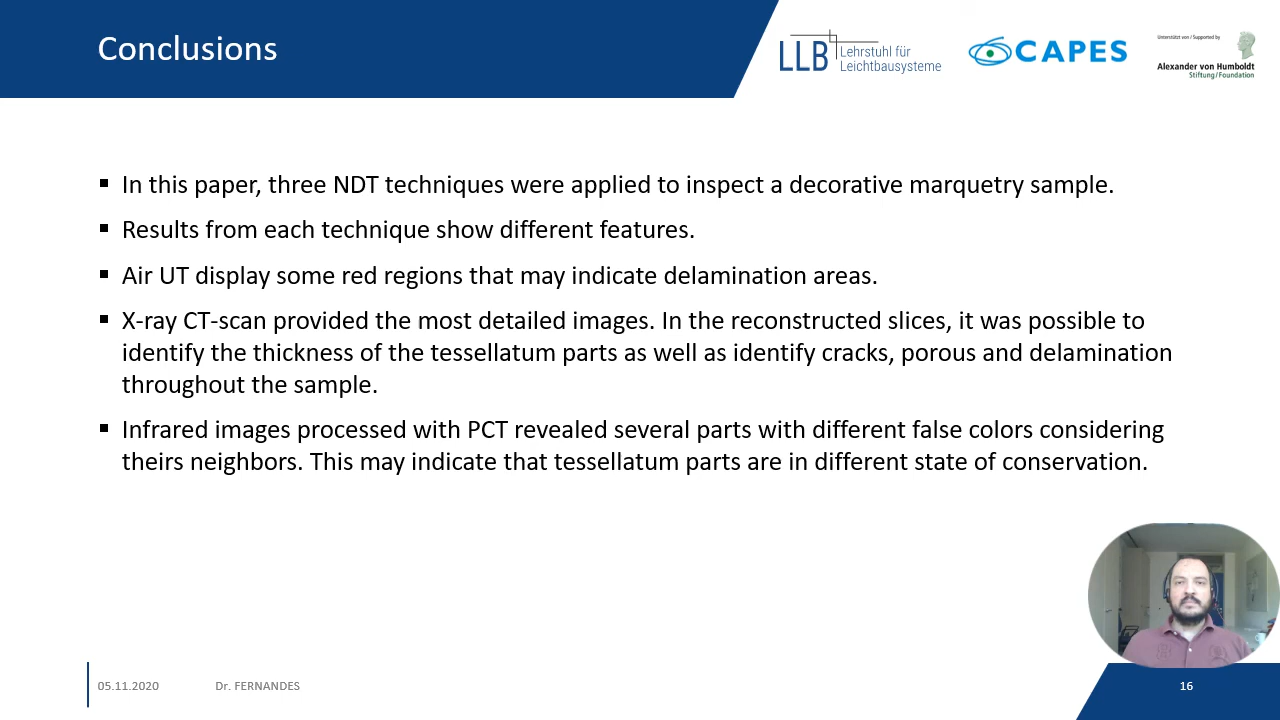 Conclusions
LLB Lehrstuhl für
Leichtbausysteme
CAPES
Unterstützt von / Supported by
Alexander von Humboldt
Stiftung / Foundation
▪ In this paper, three NDT techniques were applied to inspect a decorative marquetry sample.
▪ Results from each technique show different features.
▪ Air UT display some red regions that may indicate delamination areas.
▪ X-ray CT-scan provided the most detailed images. In the reconstructed slices, it was possible to
identify the thickness of the tessellatum parts as well as identify cracks, porous and delamination
throughout the sample.
▪ Infrared images processed with PCT revealed several parts with different false colors considering
theirs neighbors. This may indicate that tessellatum parts are in different state of conservation.
05.11.2020 Dr. FERNANDES 16